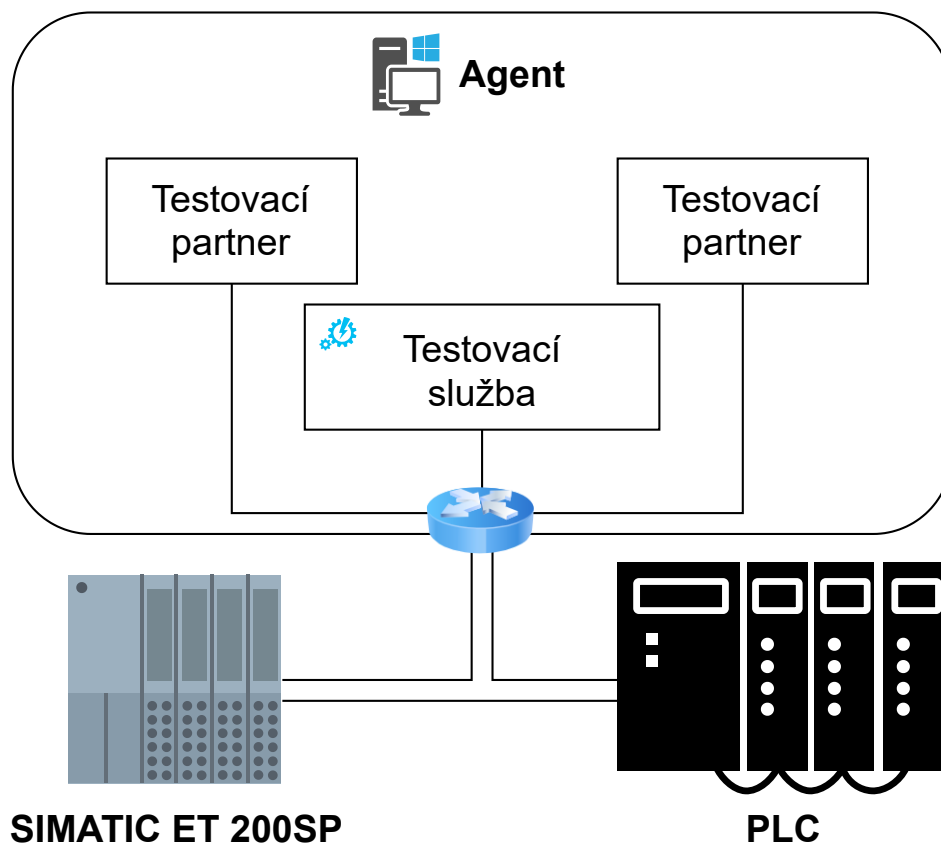 Agent
Testovací
partner
Testovací
partner
Testovací
služba
SIMATIC ET 200SP
PLC